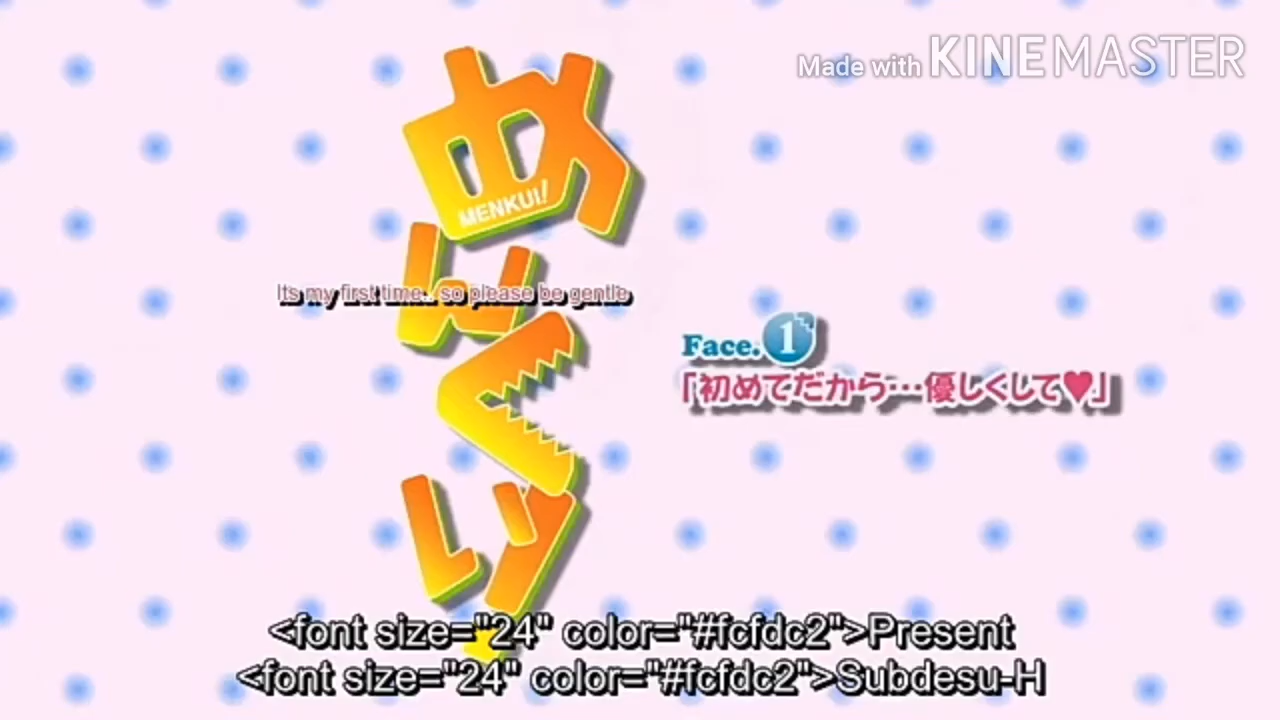 Made with KINEMASTER
めんくい!
MENKUI!
Its my first time.. so please be gentle
Face.1
「初めてだから…優しくして♥」
<font size="24" color="#fcfdc2">Present
<font size="24" color="#fcfdc2">Subdesu-H